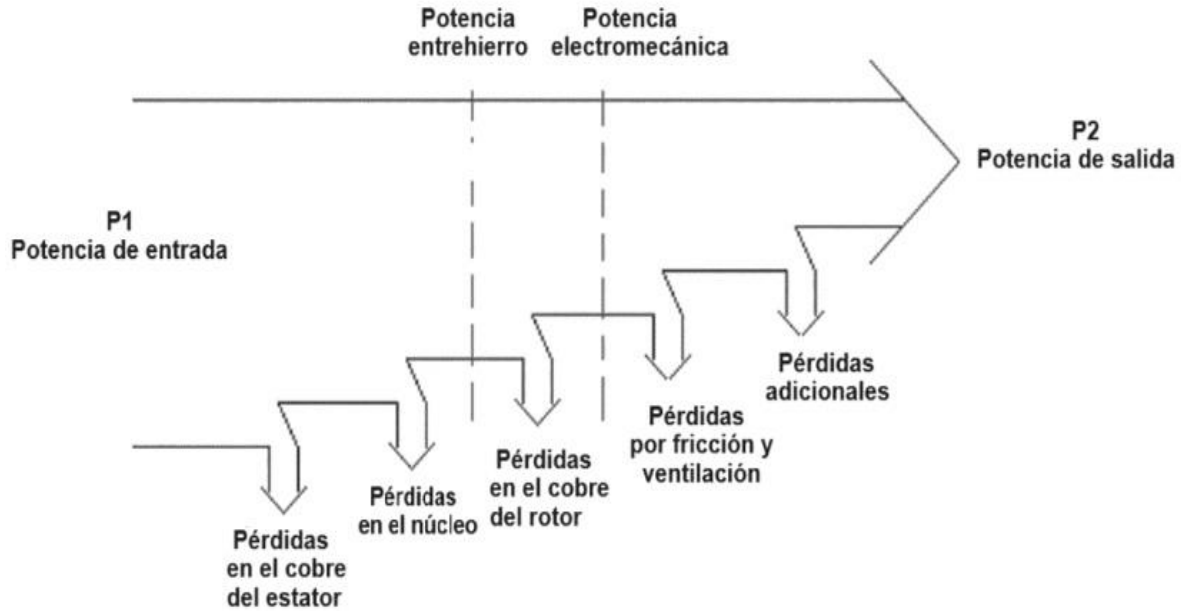 Potencia
entrehierro
Potencia
electromecánica
P2
Potencia de salida
P1
Potencia de entrada
Pérdidas
en el cobre
del estator
Pérdidas
en el núcleo
Pérdidas
en el cobre
del rotor
Pérdidas
por fricción y
ventilación
Pérdidas
adicionales